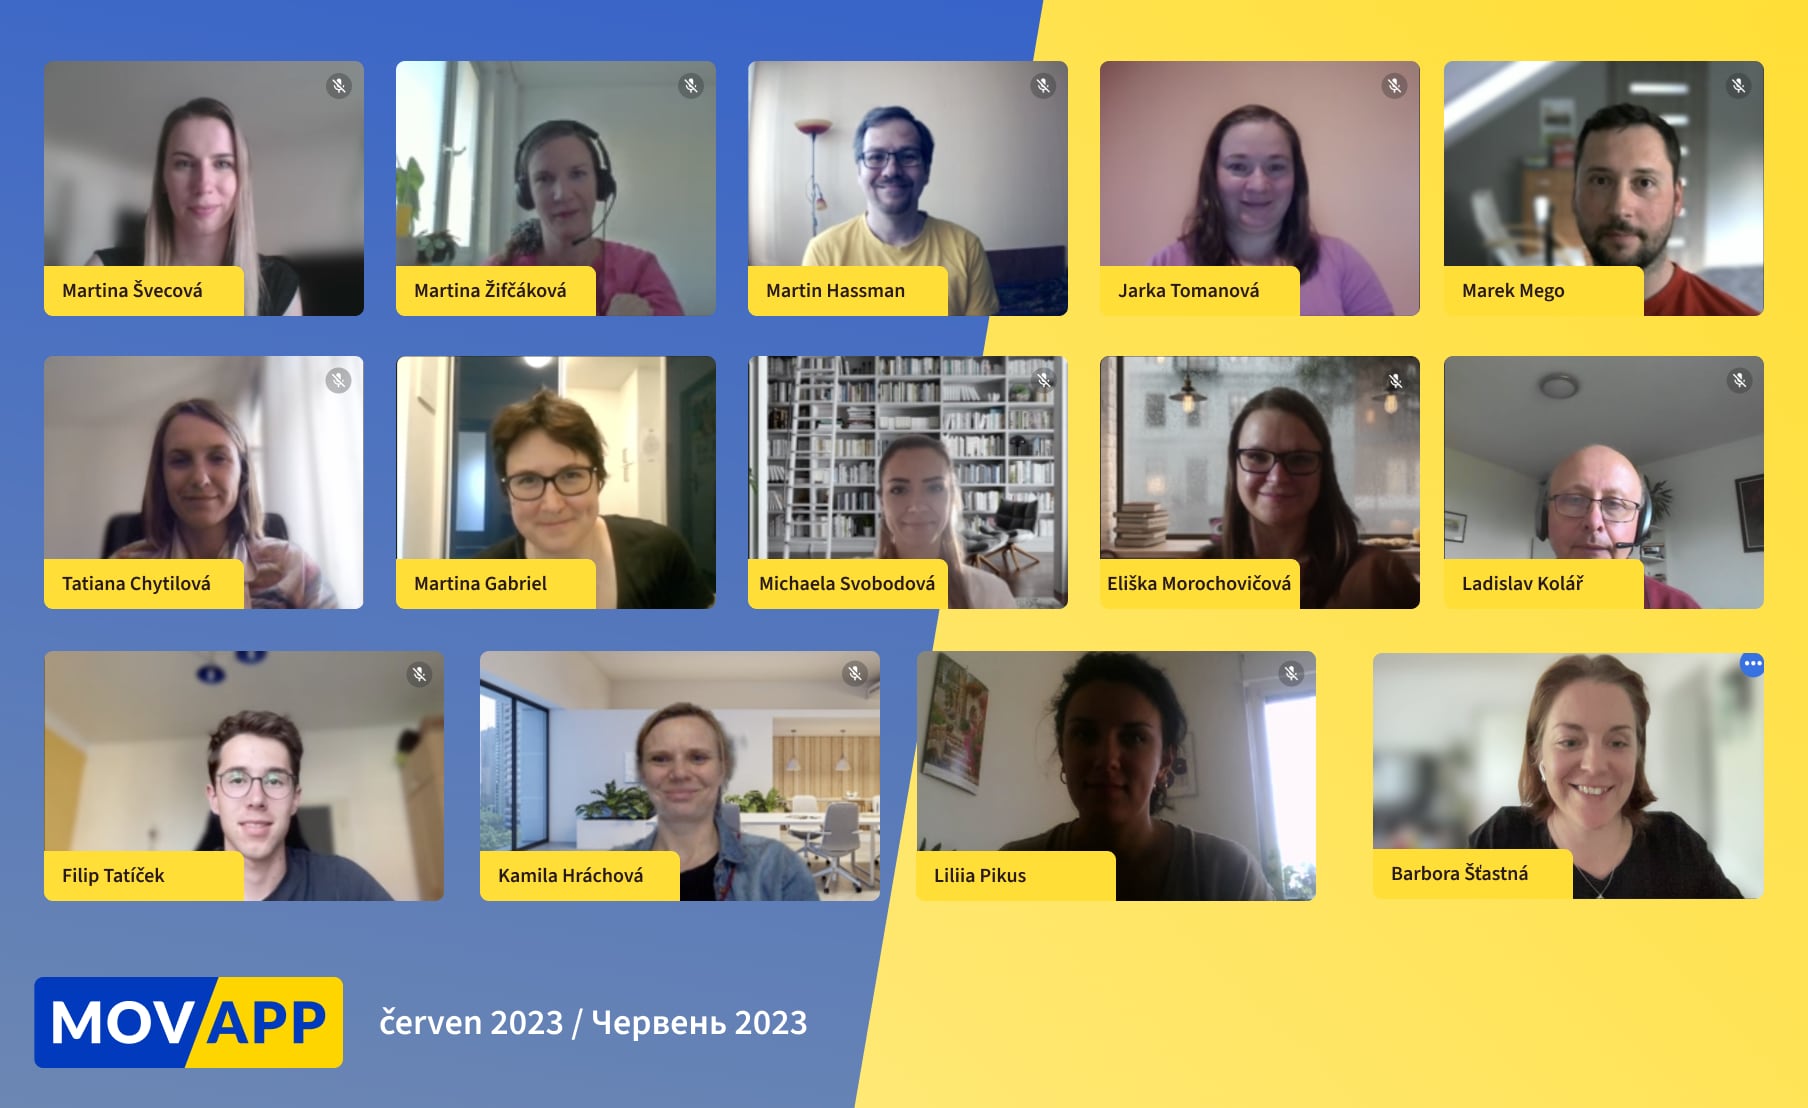 Martina Švecová
Martina Žifčáková
Martin Hassman
Jarka Tomanová
Marek Mego
Tatiana Chytilová
Martina Gabriel
Michaela Svobodová
Eliška Morochovičová
Ladislav Kolář
Filip Tatíček
Kamila Hráchová
Liliia Pikus
Barbora Šťastná
MOVAPP
červen 2023 / Червень 2023